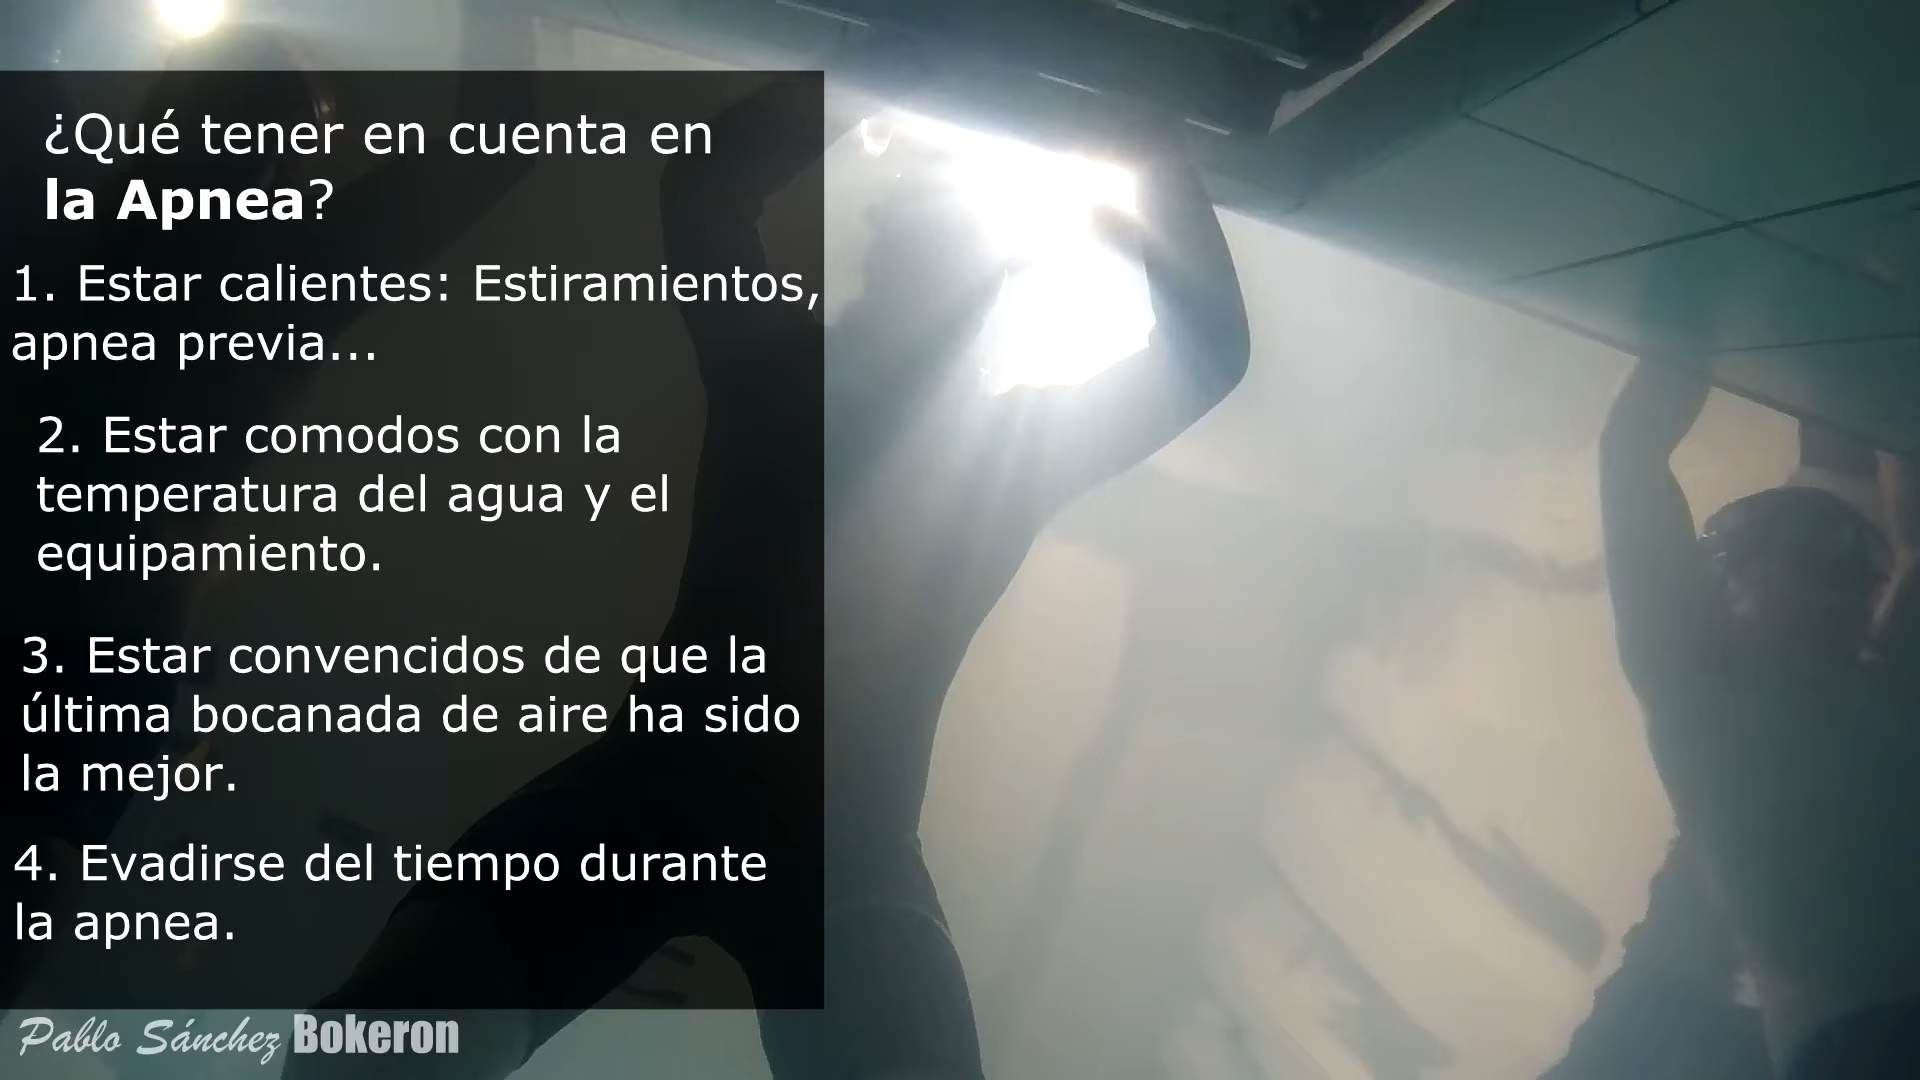 ¿Qué tener en cuenta en
la Apnea?
1. Estar calientes: Estiramientos,
apnea previa...
2. Estar comodos con la
temperatura del agua y el
equipamiento.
3. Estar convencidos de que la
última bocanada de aire ha sido
la mejor.
4. Evadirse del tiempo durante
la apnea.
Pablo Sánchez Bokeron